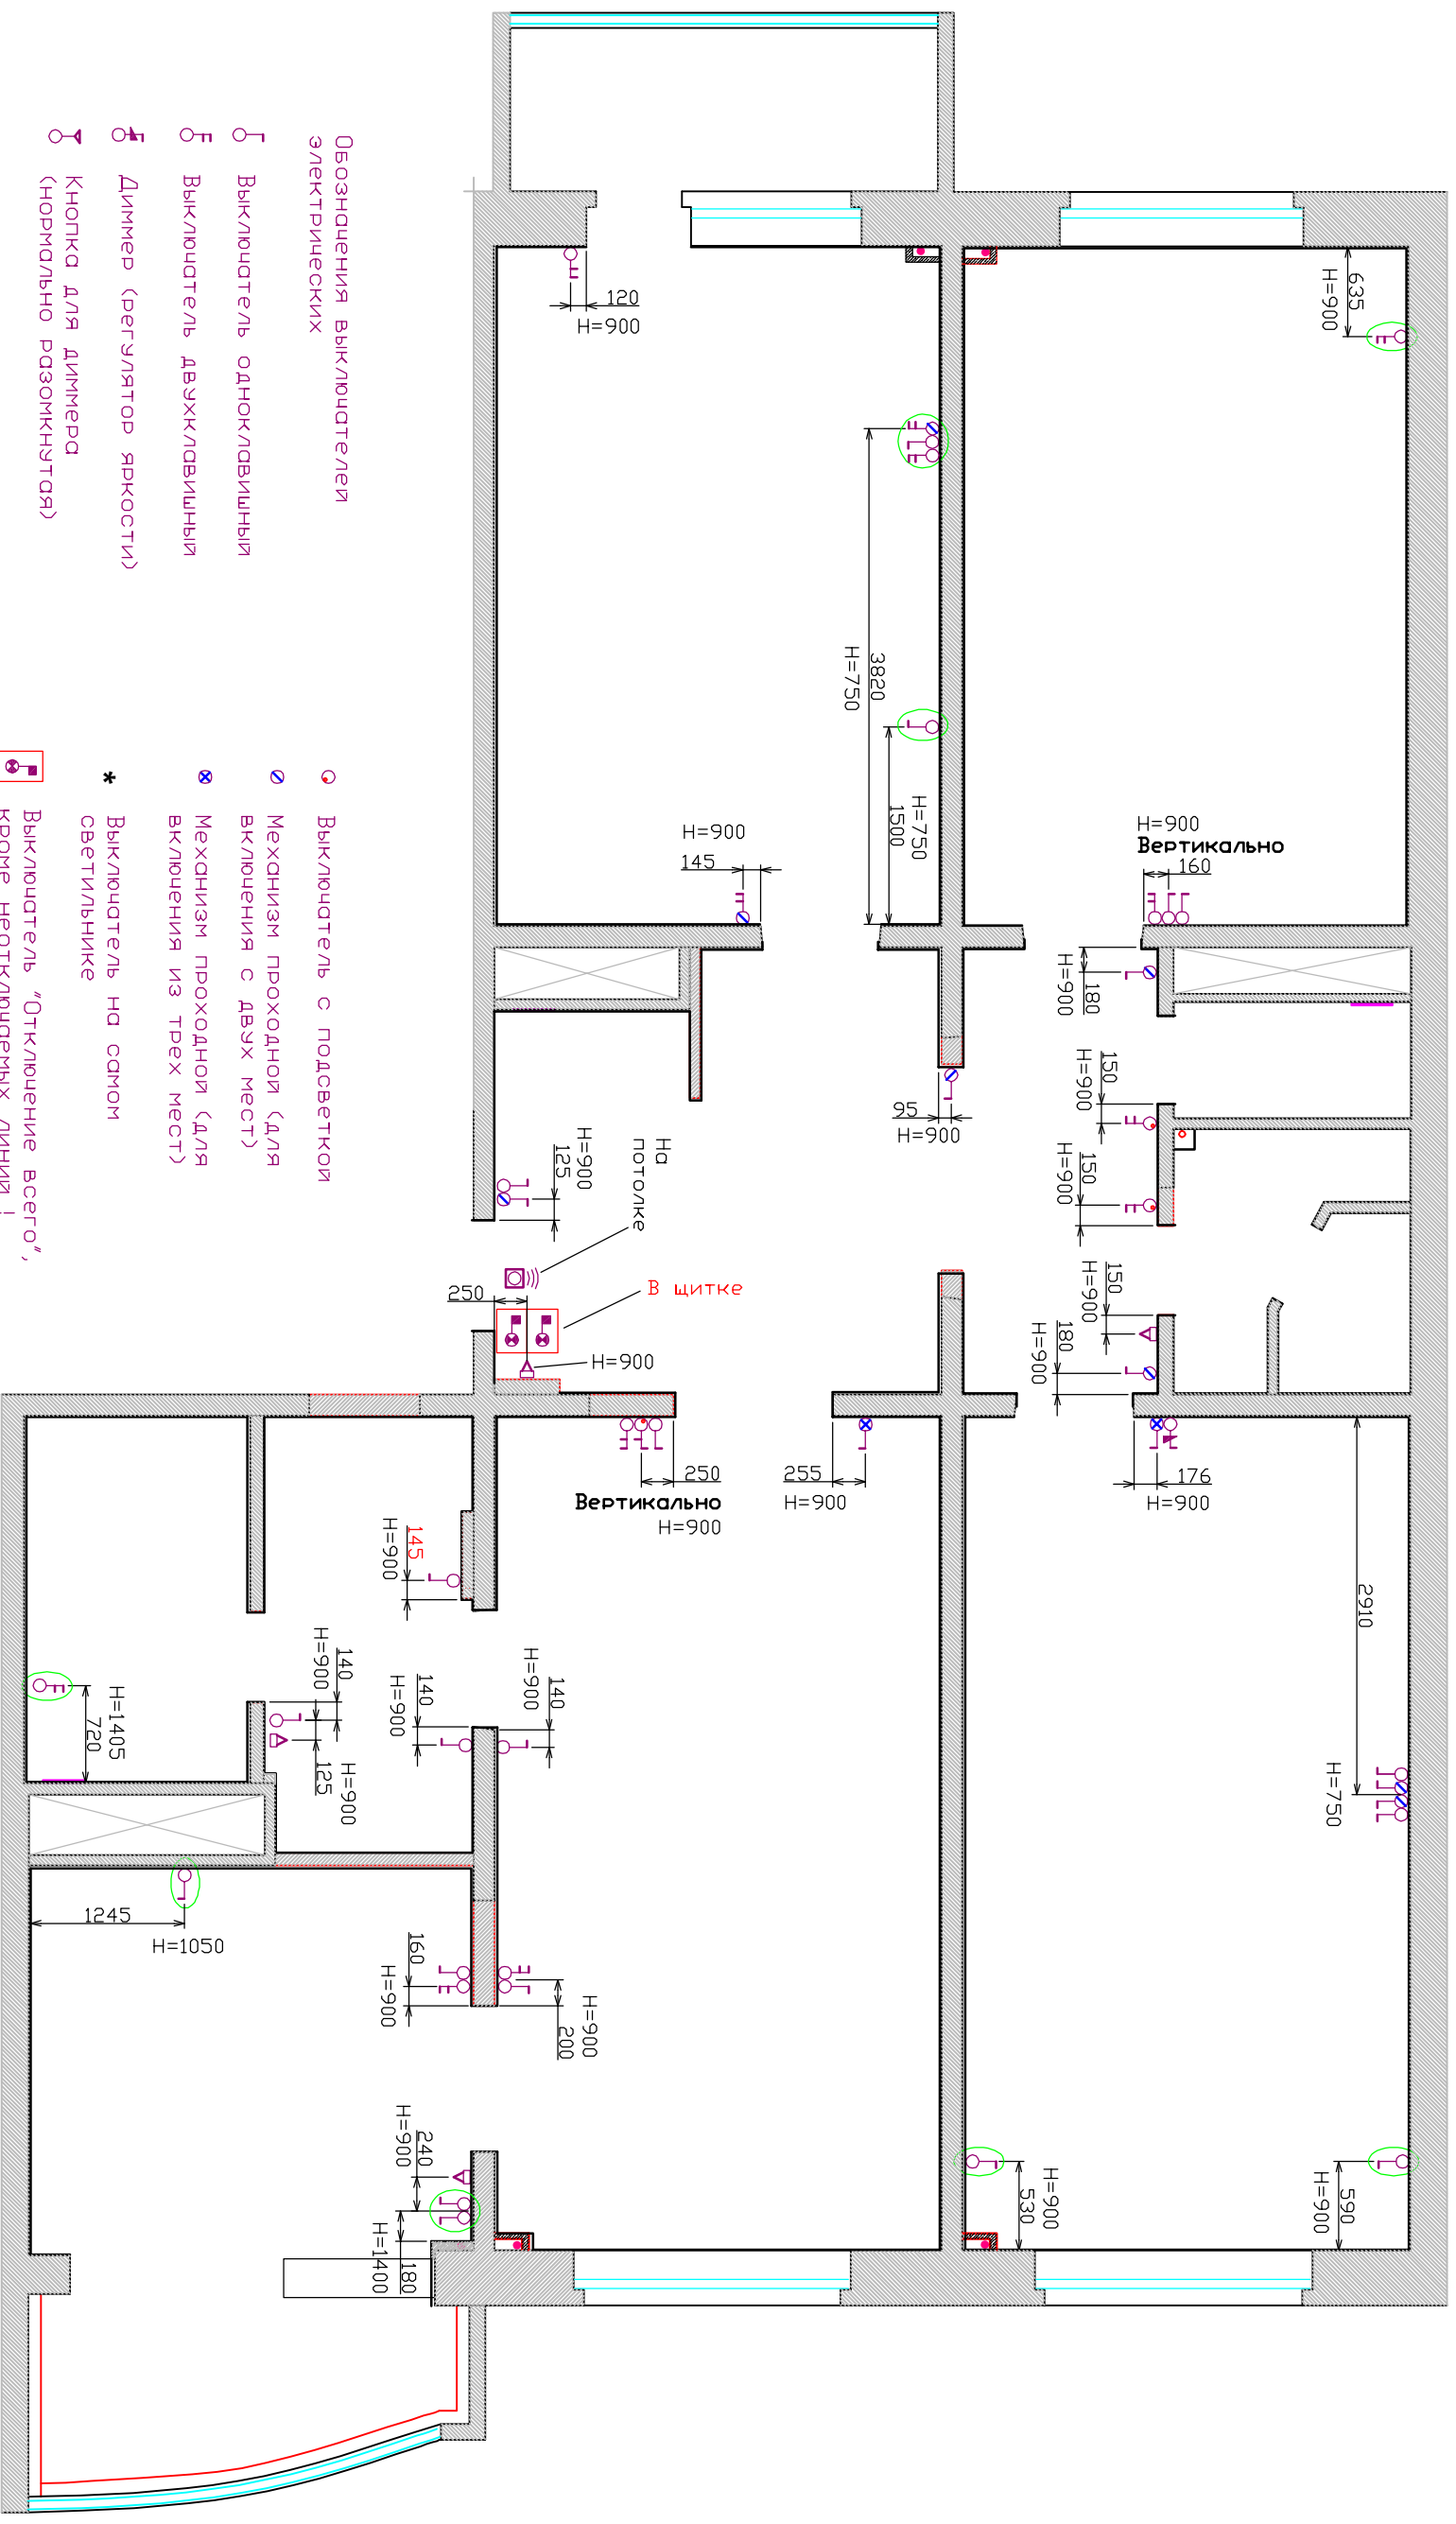 Обозначения выключателей
электрических
Выключатель одноклавишный
Выключатель двухклавишный
Диммер (регулятор яркости)
Кнопка для диммера
(нормально разомкнутая)
Выключатель с подсветкой
Механизм проходной (для
включения с двух мест)
Механизм проходной (для
включения из трех мест)
* Выключатель на самом
светильнике
Выключатель "Отключение всего",
кроме неотключаемых линий !
120
H=900
635
H=900
3820
H=750
H=750
1500
H=900
145
H=900
Вертикально
160
H=900
180
150
H=900
150
H=900
150
H=900
180
H=900
95
H=900
H=900
125
На
потолке
В щитке
250
H=900
250
Вертикально
H=900
255
H=900
176
H=900
2910
H=750
145
H=900
140
H=900
H=900
125
140
H=900
140
H=900
H=1405
720
1245
H=1050
160
H=900
H=900
200
240
H=900
180
H=1400
H=900
530
590
H=900